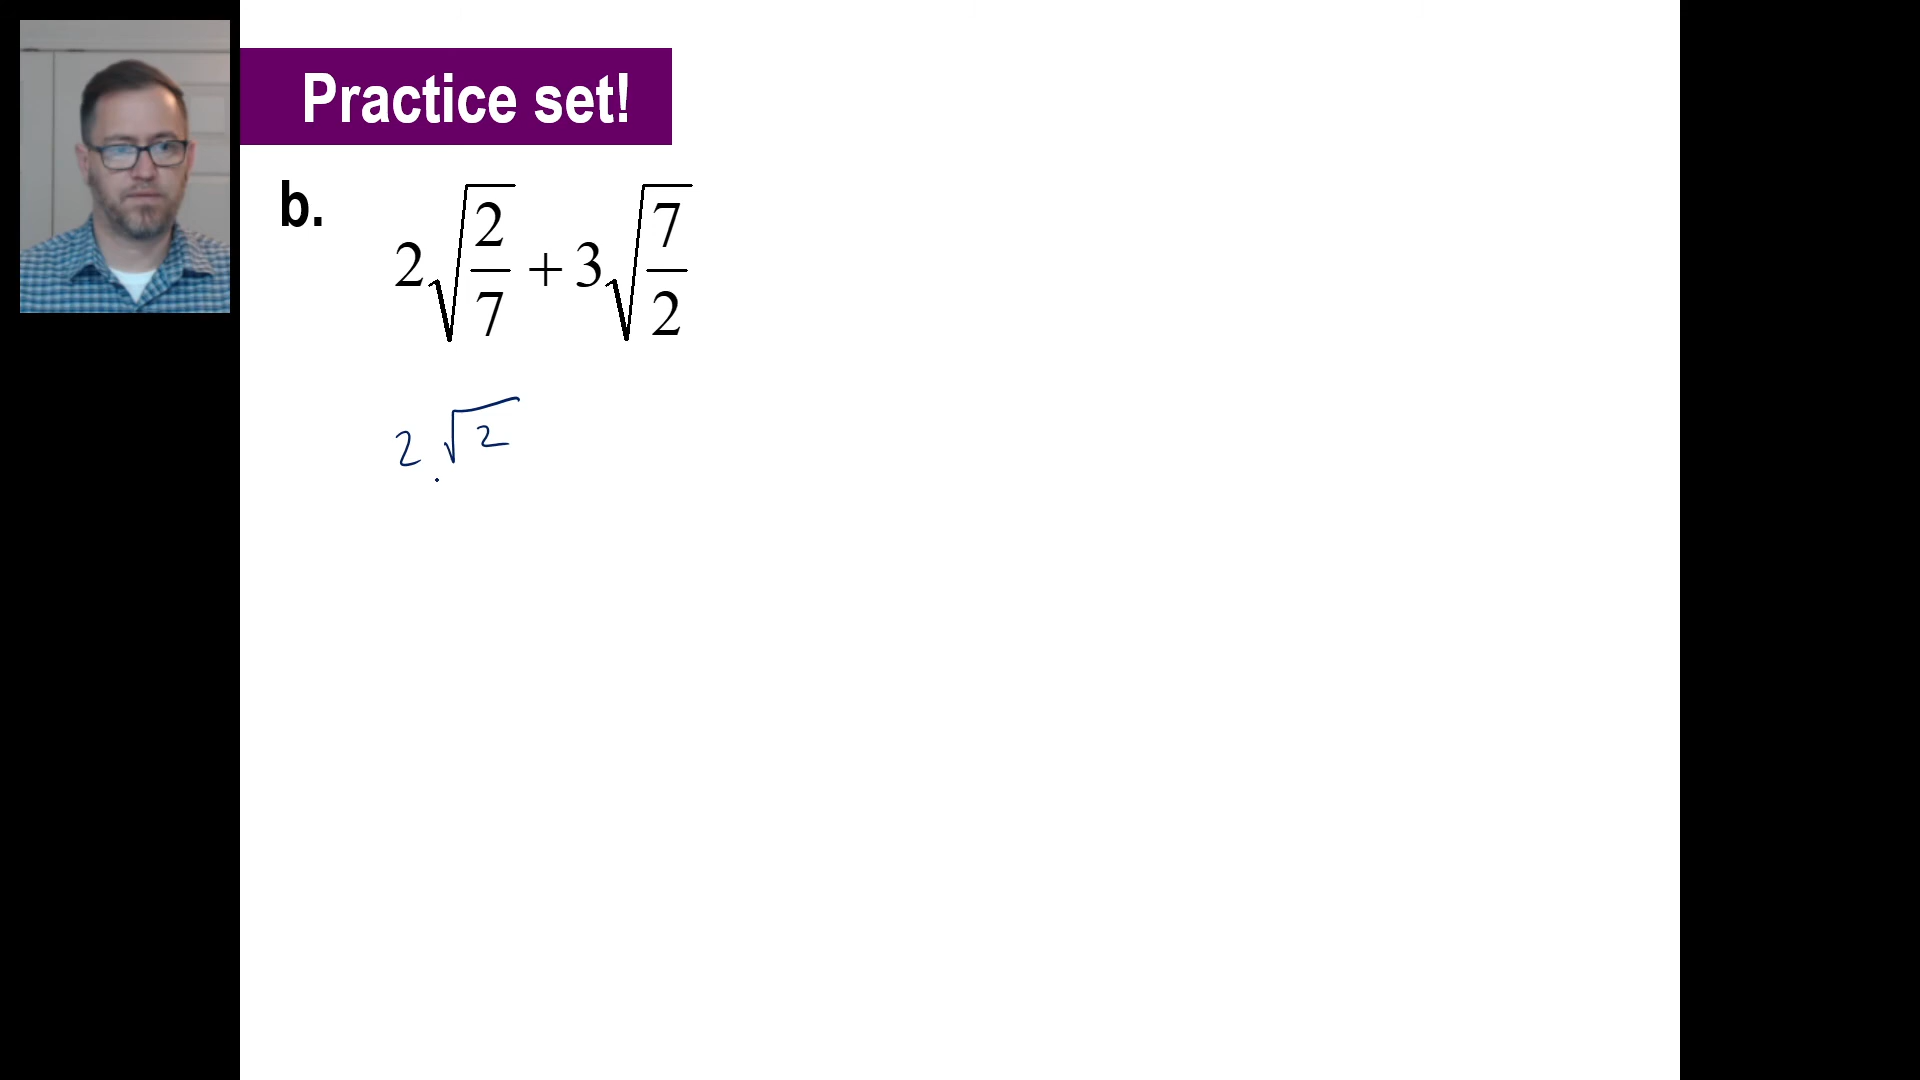 Practice set!
b. 2√(2/7) + 3√(7/2)
2√2